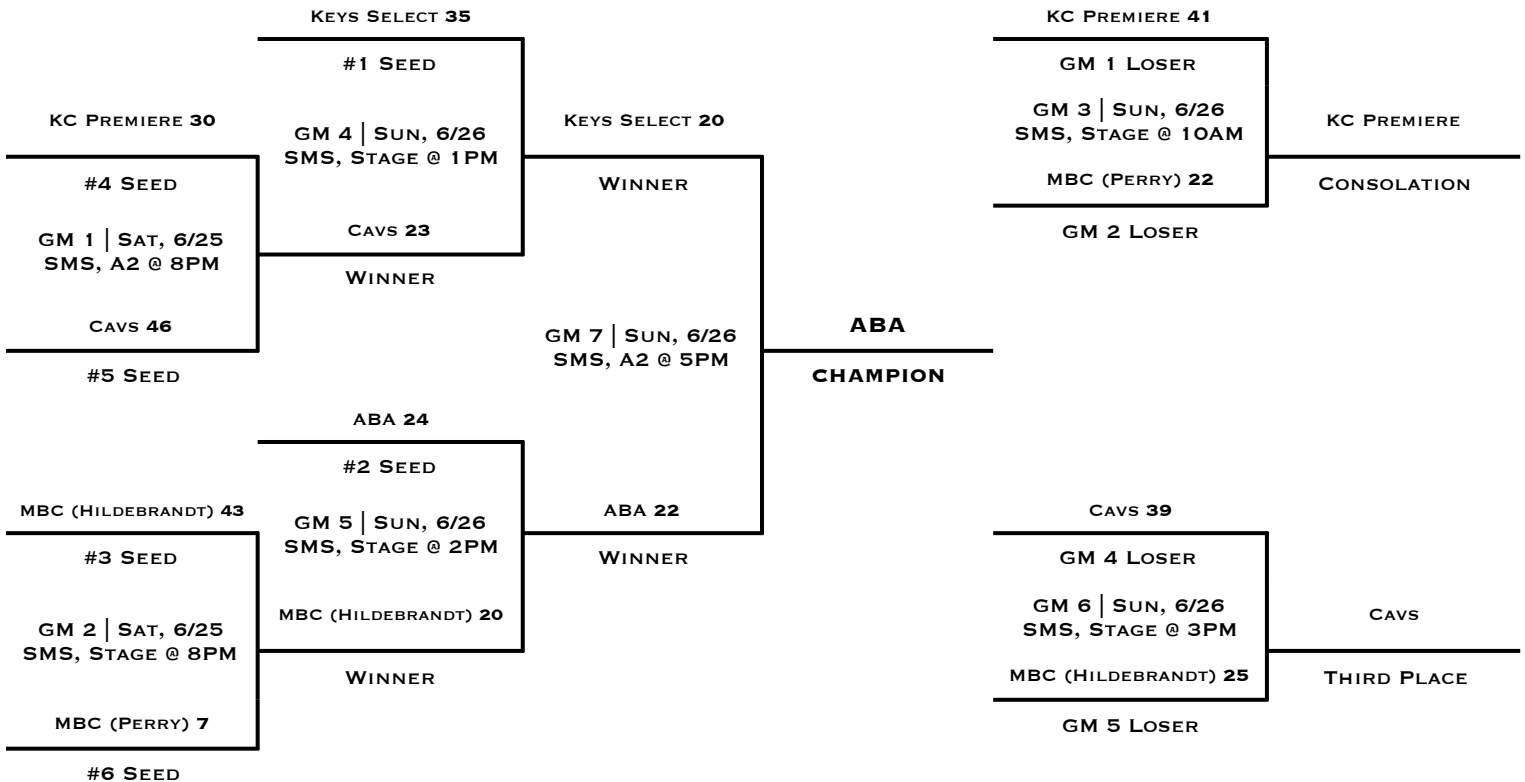 Keys Select 35
#1 Seed
GM 4 | Sun, 6/26
SMS, Stage @ 1PM
Cavs 23
Winner
KC Premiere 30
#4 Seed
GM 1 | Sat, 6/25
SMS, A2 @ 8PM
Cavs 46
#5 Seed
Keys Select 20
Winner
GM 7 | Sun, 6/26
SMS, A2 @ 5PM
ABA 22
Winner
ABA
CHAMPION
ABA 24
#2 Seed
GM 5 | Sun, 6/26
SMS, Stage @ 2PM
MBC (Hildebrandt) 20
Winner
MBC (Hildebrandt) 43
#3 Seed
GM 2 | Sat, 6/25
SMS, Stage @ 8PM
MBC (Perry) 7
#6 Seed
KC Premiere 41
GM 1 Loser
GM 3 | Sun, 6/26
SMS, Stage @ 10AM
MBC (Perry) 22
GM 2 Loser
KC Premiere
Consolation
Cavs 39
GM 4 Loser
GM 6 | Sun, 6/26
SMS, Stage @ 3PM
MBC (Hildebrandt) 25
GM 5 Loser
Cavs
Third Place